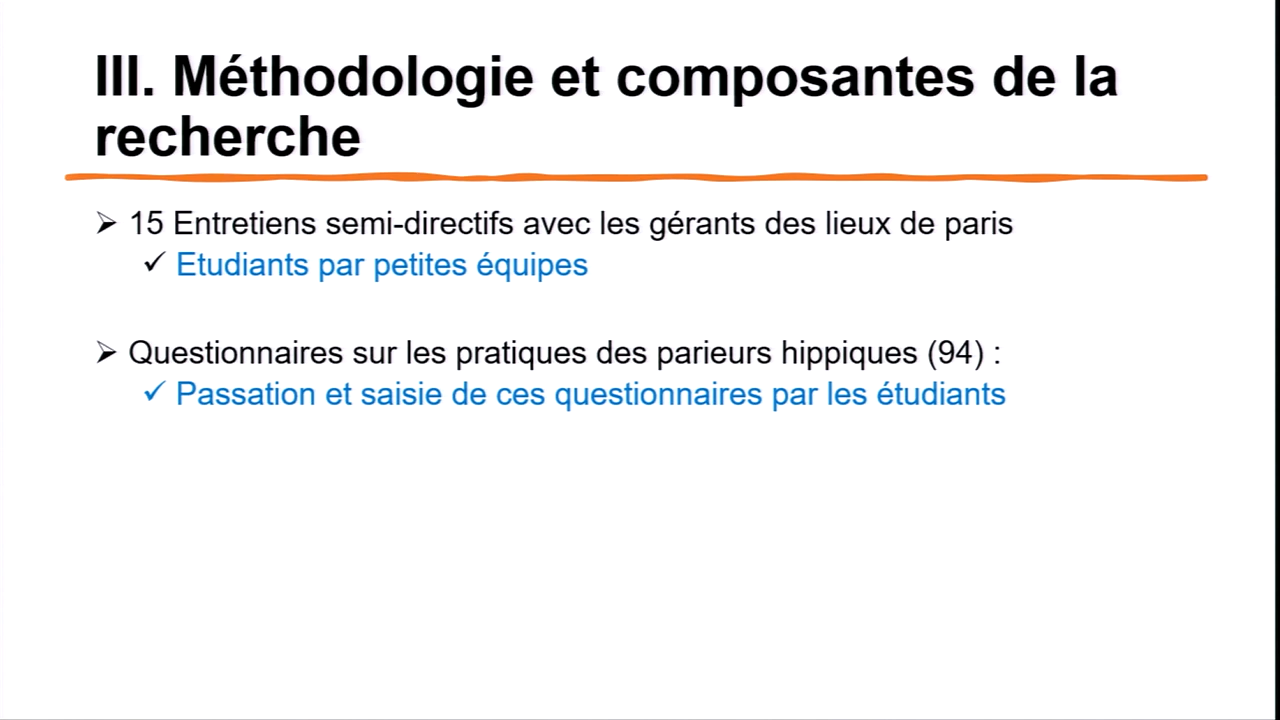 III. Méthodologie et composantes de la
recherche
15 Entretiens semi-directifs avec les gérants des lieux de paris
Etudiants par petites équipes
Questionnaires sur les pratiques des parieurs hippiques (94) :
Passation et saisie de ces questionnaires par les étudiants